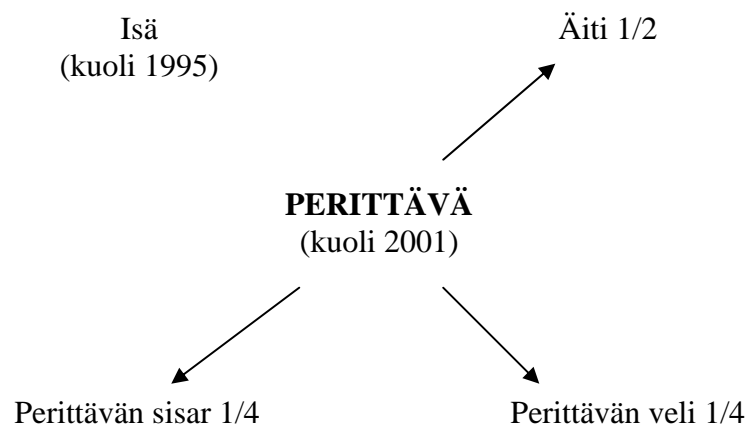 Isä
(kuoli 1995)
Äiti 1/2
PERITTÄVÄ
(kuoli 2001)
Perittävän sisar 1/4
Perittävän veli 1/4